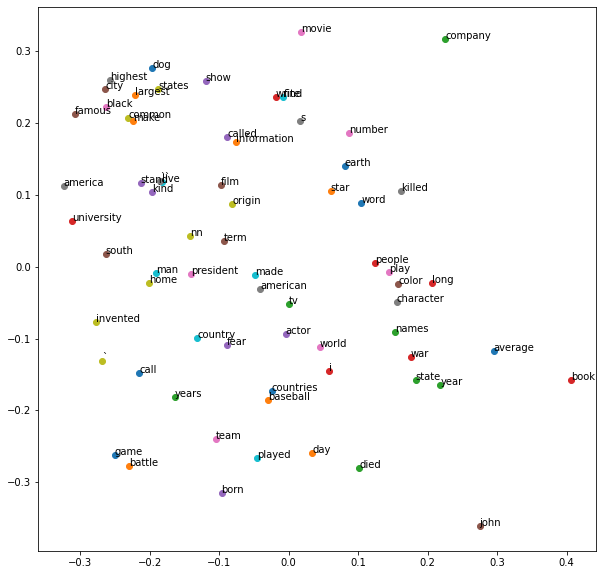 movie
company
0.3
dog
highest
show
city
states
largest
black
famous
common
make
s
number
0.2
called
information
earth
film
america
kind
star
killed
0.1
origin
word
university
nn
term
south
people
0.0
man
president
made
play
home
american
color
long
tv
character
invented
actor
names
country
fear
world
−0.1
average
`
war
call
i
state
book
year
countries
years
baseball
−0.2
team
game
played
day
battle
died
born
−0.3
john
−0.3 −0.2 −0.1 0.0 0.1 0.2 0.3 0.4